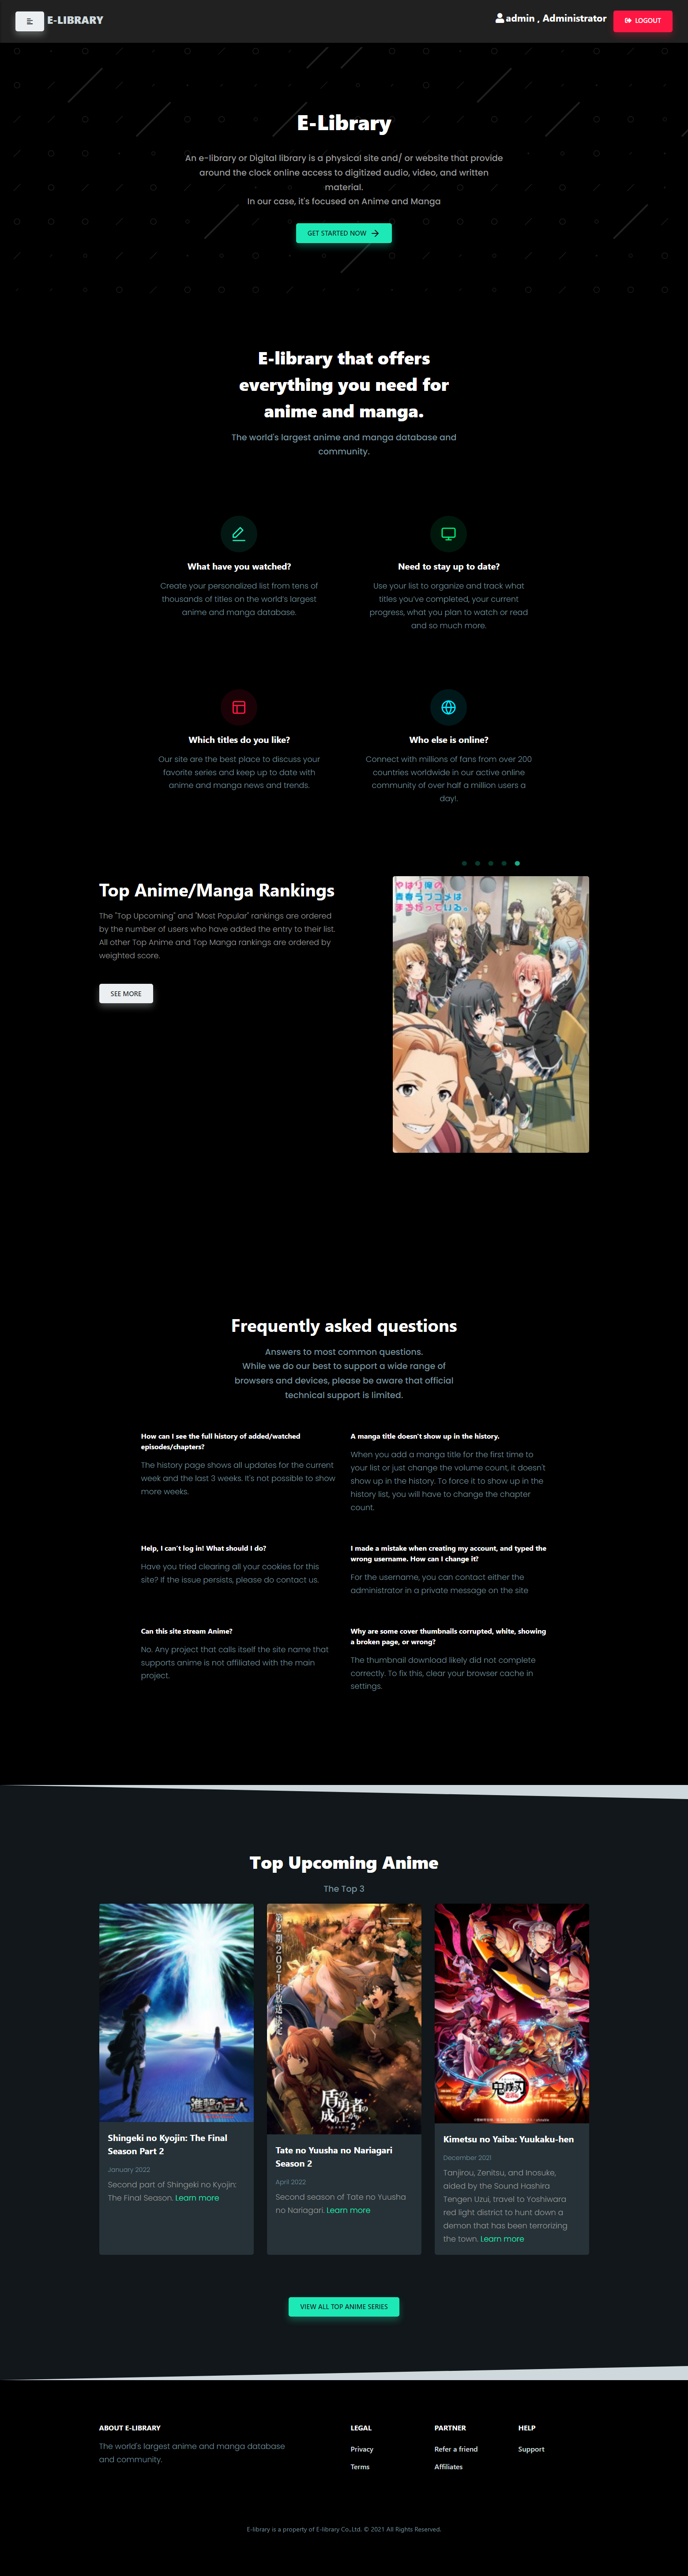 E-LIBRARY
admin , Administrator
LOGOUT
E-Library
An e-library or Digital library is a physical site and/ or website that provide
around the clock online access to digitized audio, video, and written
material.
In our case, it's focused on Anime and Manga
GET STARTED NOW
E-library that offers
everything you need for
anime and manga.
The world's largest anime and manga database and
community.
What have you watched?
Create your personalized list from tens of
thousands of titles on the world's largest
anime and manga database.
Need to stay up to date?
Use your list to organize and track what
titles you've completed, your current
progress, what you plan to watch or read
and so much more.
Which titles do you like?
Our site are the best place to discuss your
favorite series and keep up to date with
anime and manga news and trends.
Who else is online?
Connect with millions of fans from over 200
countries worldwide in our active online
community of over half a million users a
day!.
Top Anime/Manga Rankings
The "Top Upcoming" and "Most Popular" rankings are ordered
by the number of users who have added the entry to their list.
All other Top Anime and Top Manga rankings are ordered by
weighted score.
SEE MORE
やはり俺の
青春ラブコメは
まちがっている。
Frequently asked questions
Answers to most common questions.
While we do our best to support a wide range of
browsers and devices, please be aware that official
technical support is limited.
How can I see the full history of added/watched
episodes/chapters?
The history page shows all updates for the current
week and the last 3 weeks. It's not possible to show
more weeks.
A manga title doesn't show up in the history.
When you add a manga title for the first time to
your list or just change the volume count, it doesn't
show up in the history. To force it to show up in the
history list, you will have to change the chapter
count.
Help, I can't log in! What should I do?
Have you tried clearing all your cookies for this
site? If the issue persists, please do contact us.
I made a mistake when creating my account, and typed the
wrong username. How can I change it?
For the username, you can contact either the
administrator in a private message on the site
Can this site stream Anime?
No. Any project that calls itself the site name that
supports anime is not affiliated with the main
project.
Why are some cover thumbnails corrupted, white, showing
a broken page, or wrong?
The thumbnail download likely did not complete
correctly. To fix this, clear your browser cache in
settings.
Top Upcoming Anime
The Top 3
進撃の巨人
Shingeki no Kyojin: The Final
Season Part 2
January 2022
Second part of Shingeki no Kyojin:
The Final Season. Learn more
盾の
勇者の
成り上がり
Season 2
Tate no Yuusha no Nariagari
Season 2
April 2022
Second season of Tate no Yuusha
no Nariagari. Learn more
鬼滅の刃
Kimetsu no Yaiba: Yuukaku-hen
December 2021
Tanjirou, Zenitsu, and Inosuke,
aided by the Sound Hashira
Tengen Uzui, travel to Yoshiwara
red light district to hunt down a
demon that has been terrorizing
the town. Learn more
VIEW ALL TOP ANIME SERIES
ABOUT E-LIBRARY
The world's largest anime and manga database
and community.
LEGAL
Privacy
Terms
PARTNER
Refer a friend
Affiliates
HELP
Support
E-library is a property of E-library Co.,Ltd. © 2021 All Rights Reserved.